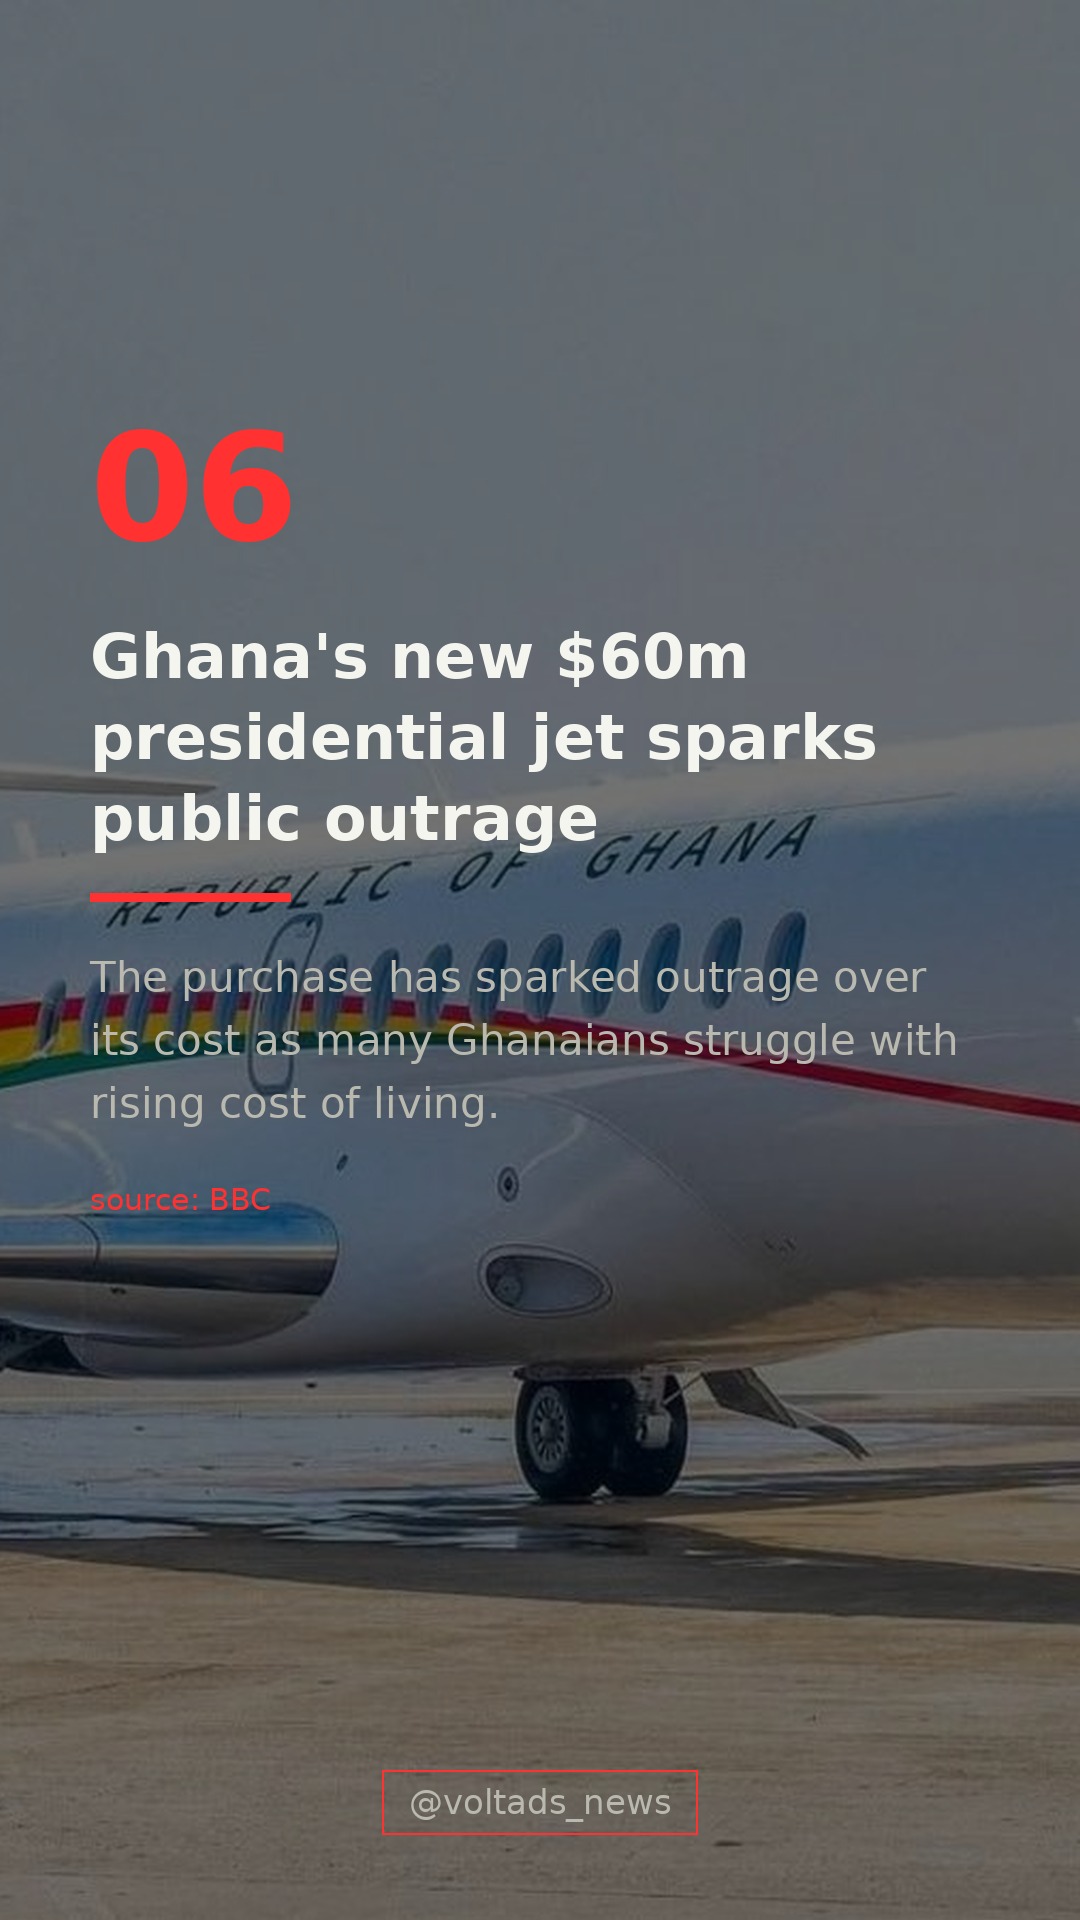 06
Ghana's new $60m
presidential jet sparks
public outrage
REPUBLIC OF GHANA
The purchase has sparked outrage over
its cost as many Ghanaians struggle with
rising cost of living.
source: BBC
@voltads_news